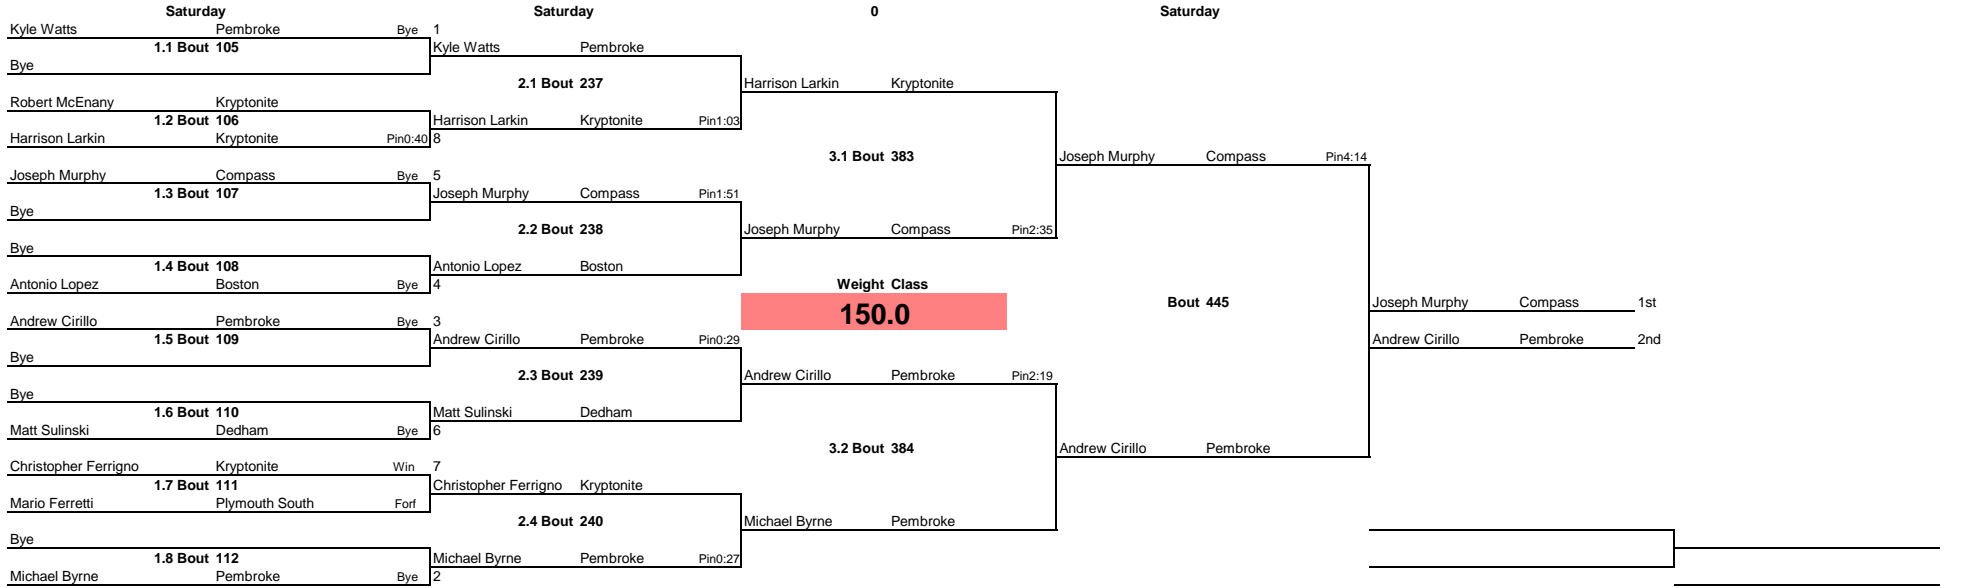 Saturday Saturday 0 Saturday
Kyle Watts Pembroke Bye 1
1.1 Bout 105 Kyle Watts Pembroke
Bye
2.1 Bout 237 Harrison Larkin Kryptonite
Robert McEnany Kryptonite
1.2 Bout 106 Harrison Larkin Kryptonite Pin1:03
Harrison Larkin Kryptonite Pin0:40 8
3.1 Bout 383 Joseph Murphy Compass Pin4:14
Joseph Murphy Compass Bye 5
1.3 Bout 107 Joseph Murphy Compass Pin1:51
Bye
2.2 Bout 238 Joseph Murphy Compass Pin2:35
Bye
1.4 Bout 108 Antonio Lopez Boston
Antonio Lopez Boston Bye 4 Weight Class
Bout 445 Joseph Murphy Compass 1st
150.0
Andrew Cirillo Pembroke Bye 3
1.5 Bout 109 Andrew Cirillo Pembroke Pin0:29 Andrew Cirillo Pembroke 2nd
Bye
2.3 Bout 239 Andrew Cirillo Pembroke Pin2:19
Bye
1.6 Bout 110 Matt Sulinski Dedham
Matt Sulinski Dedham Bye 6
3.2 Bout 384 Andrew Cirillo Pembroke
Christopher Ferrigno Kryptonite Win 7
1.7 Bout 111 Christopher Ferrigno Kryptonite
Mario Ferretti Plymouth South Forf
2.4 Bout 240 Michael Byrne Pembroke
Bye
1.8 Bout 112 Michael Byrne Pembroke Pin0:27
Michael Byrne Pembroke Bye 2